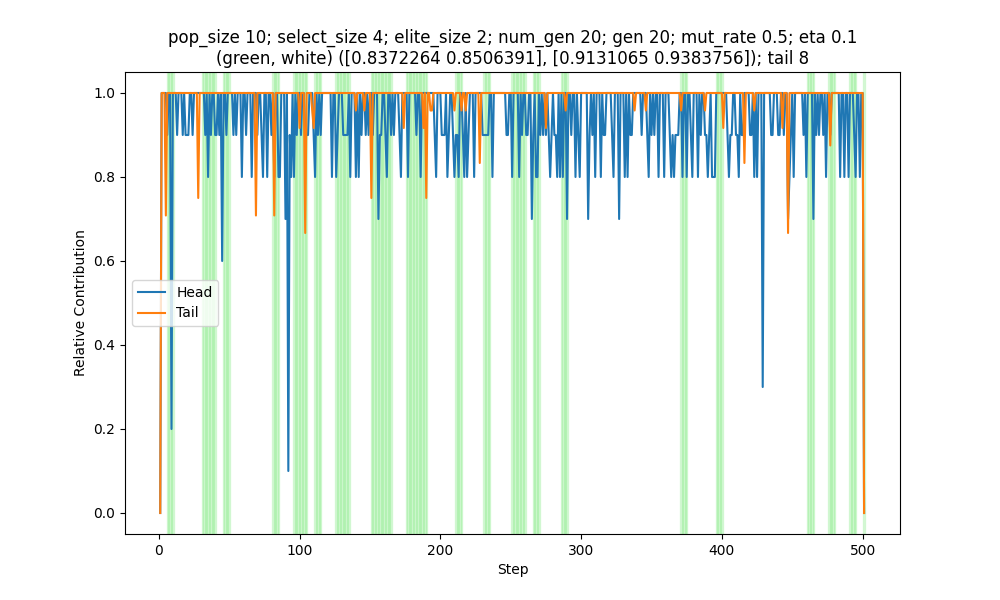 pop_size 10; select_size 4; elite_size 2; num_gen 20; gen 20; mut_rate 0.5; eta 0.1
(green, white) ([0.8372264 0.8506391], [0.9131065 0.9383756]); tail 8
1.0
0.8
0.6
0.4
0.2
0.0
Relative Contribution
Head
Tail
0 100 200 300 400 500
Step